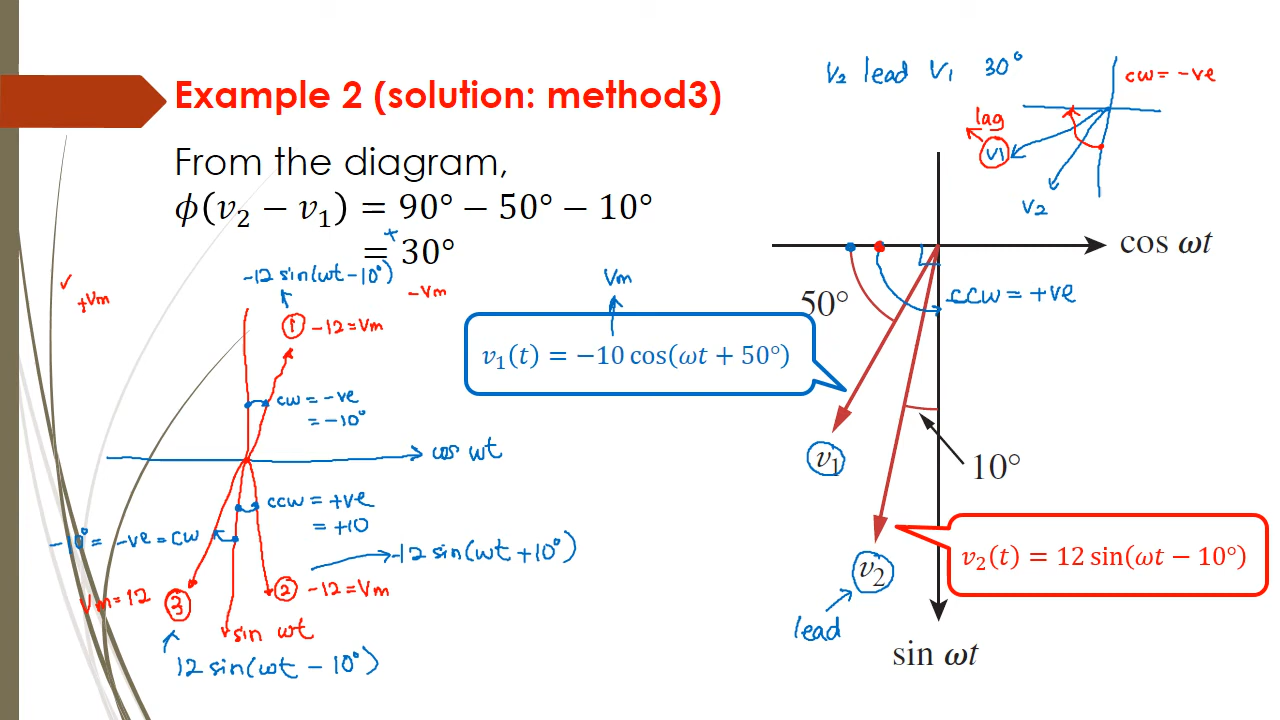 Example 2 (solution: method3)
From the diagram,
ϕ(v₂ − v₁) = 90° − 50° − 10°
= 30°
+
-12 sin(ωt − 10°)
-Vm
✓
+Vm
① -12 = Vm
cw = -ve
= -10°
cos ωt
ccw = +ve
= +10
-10° = -ve = cw
-12 sin(ωt + 10°)
② -12 = Vm
Vm = 12 ③
sin ωt
12 sin(ωt − 10°)
Vm
v₁(t) = −10 cos(ωt + 50°)
V₂ lead V₁ 30°
cw = -ve
lag
V1
V2
cos ωt
50°
ccw = +ve
v₁
10°
v₂(t) = 12 sin(ωt − 10°)
v₂
lead
sin ωt